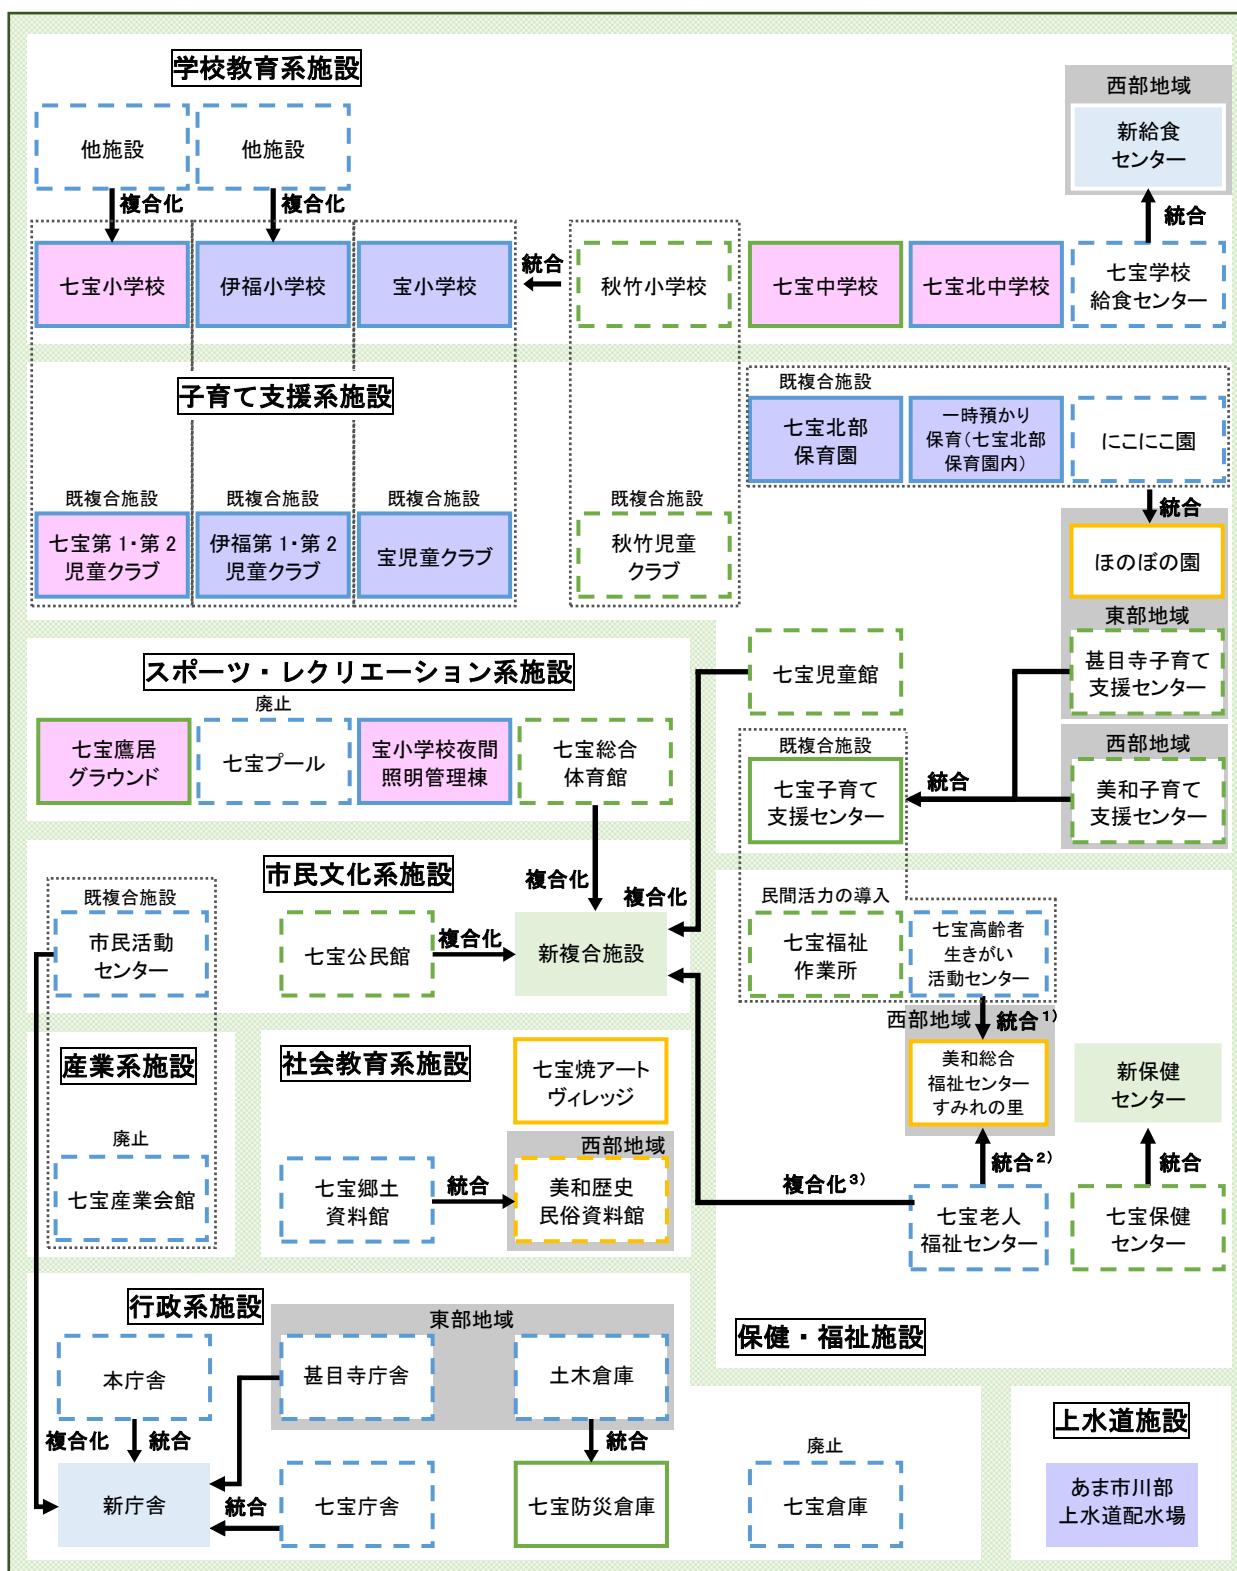 学校教育系施設
西部地域
新給食
センター
他施設
他施設
複合化
複合化
統合
七宝小学校
伊福小学校
宝小学校
統合
秋竹小学校
七宝中学校
七宝北中学校
七宝学校
給食センター
子育て支援系施設
既複合施設
七宝北部
保育園
一時預かり
保育(七宝北部
保育園内)
にこにこ園
統合
既複合施設
既複合施設
既複合施設
既複合施設
七宝第1・第2
児童クラブ
伊福第1・第2
児童クラブ
宝児童クラブ
秋竹児童
クラブ
ほのぼの園
東部地域
甚目寺子育て
支援センター
七宝児童館
西部地域
美和子育て
支援センター
既複合施設
七宝子育て
支援センター
統合
スポーツ・レクリエーション系施設
廃止
七宝鷹居
グラウンド
七宝プール
宝小学校夜間
照明管理棟
七宝総合
体育館
市民文化系施設
複合化
複合化
既複合施設
市民活動
センター
七宝公民館
複合化
新複合施設
民間活力の導入
七宝福祉
作業所
七宝高齢者
生きがい
活動センター
西部地域
統合1)
美和総合
福祉センター
すみれの里
新保健
センター
統合2)
統合
複合化3)
七宝老人
福祉センター
七宝保健
センター
保健・福祉施設
産業系施設
廃止
七宝産業会館
社会教育系施設
七宝焼アート
ヴィレッジ
西部地域
七宝郷土
資料館
統合
美和歴史
民俗資料館
行政系施設
東部地域
本庁舎
甚目寺庁舎
土木倉庫
複合化
統合
統合
廃止
新庁舎
統合
七宝庁舎
七宝防災倉庫
七宝倉庫
上水道施設
あま市川部
上水道配水場